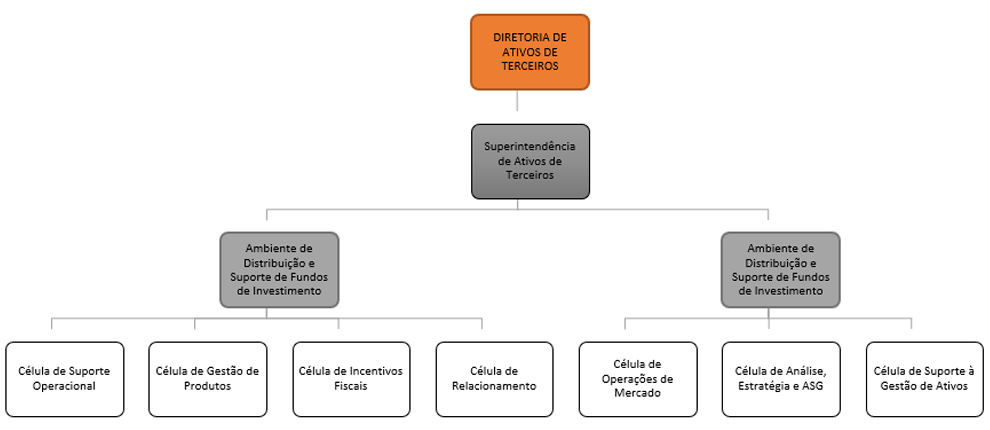 DIRETORIA DE
ATIVOS DE
TERCEIROS
Superintendência
de Ativos de
Terceiros
Ambiente de
Distribuição e
Suporte de Fundos
de Investimento
Ambiente de
Distribuição e
Suporte de Fundos
de Investimento
Célula de Suporte
Operacional
Célula de Gestão de
Produtos
Célula de Incentivos
Fiscais
Célula de
Relacionamento
Célula de
Operações de
Mercado
Célula de Análise,
Estratégia e ASG
Célula de Suporte à
Gestão de Ativos